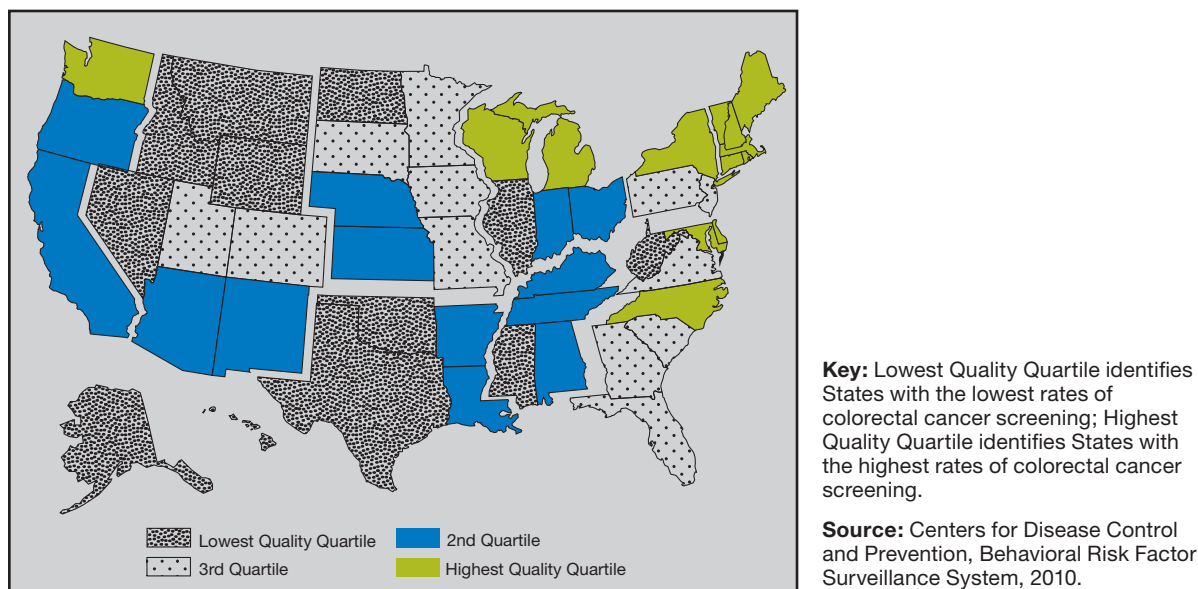 Lowest Quality Quartile
2nd Quartile
3rd Quartile
Highest Quality Quartile
Key: Lowest Quality Quartile identifies
States with the lowest rates of
colorectal cancer screening; Highest
Quality Quartile identifies States with
the highest rates of colorectal cancer
screening.
Source: Centers for Disease Control
and Prevention, Behavioral Risk Factor
Surveillance System, 2010.